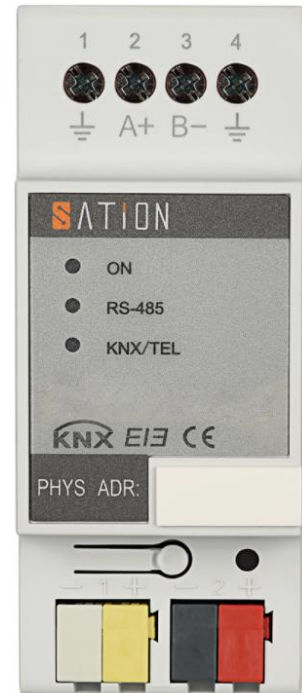 1 2 3 4
A+ B-
SATION
ON
RS-485
KNX/TEL
KNX EIB CE
PHYS ADR:
- 1 + - 2 +